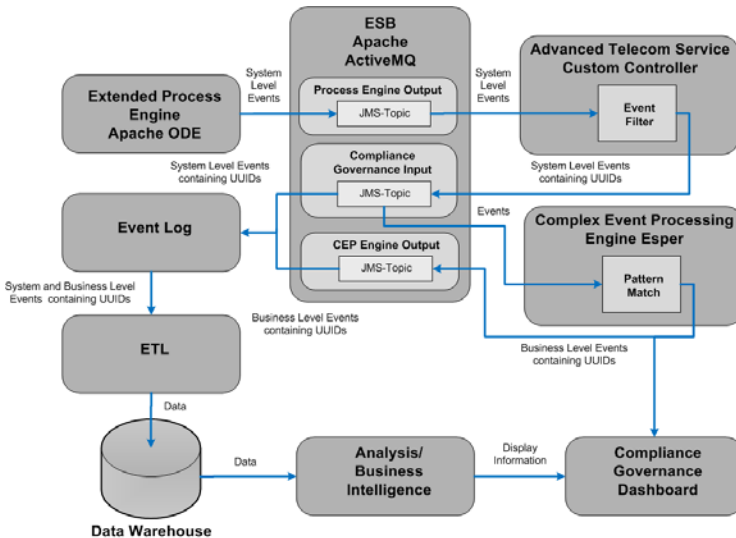 ESB
Apache
ActiveMQ
Extended Process
Engine
Apache ODE
System
Level
Events
Process Engine Output
JMS-Topic
System
Level
Events
Advanced Telecom Service
Custom Controller
Event
Filter
System Level Events
containing UUIDs
Compliance
Governance Input
JMS-Topic
System Level Events
containing UUIDs
Events
Event Log
CEP Engine Output
JMS-Topic
Complex Event Processing
Engine Esper
Pattern
Match
System and Business Level
Events containing UUIDs
Business Level Events
containing UUIDs
Business Level Events
containing UUIDs
ETL
Data
Data Warehouse
Data
Analysis/
Business
Intelligence
Display
Information
Compliance
Governance
Dashboard